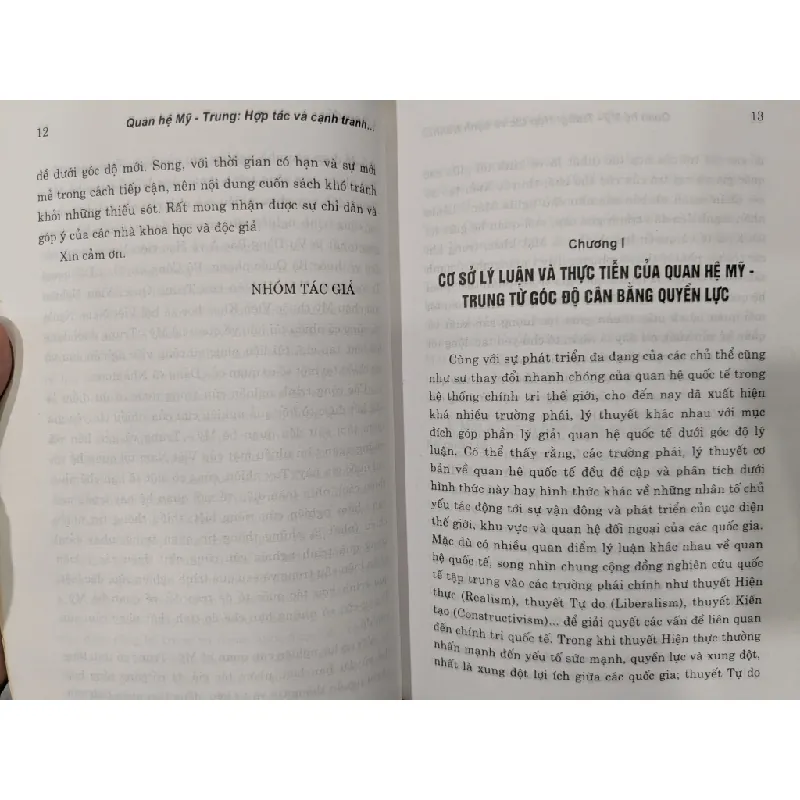 12
Quan hệ Mỹ - Trung: Hợp tác và cạnh tranh...
đề dưới góc độ mới. Song, với thời gian có hạn và sự mới
mẻ trong cách tiếp cận, nên nội dung cuốn sách khó tránh
khỏi những thiếu sót. Rất mong nhận được sự chỉ dẫn và
góp ý của các nhà khoa học và độc giả
Xin cảm ơn.
NHÓM TÁC GIẢ
13
Chương I
CƠ SỞ LÝ LUẬN VÀ THỰC TIỄN CỦA QUAN HỆ MỸ -
TRUNG TỪ GÓC ĐỘ CÂN BẰNG QUYỀN LỰC
Cùng với sự phát triển đa dạng của các chủ thể cũng
như sự thay đổi nhanh chóng của quan hệ quốc tế trong
hệ thống chính trị thế giới, cho đến nay đã xuất hiện
khá nhiều trường phái, lý thuyết khác nhau với mục
đích góp phần lý giải quan hệ quốc tế dưới góc độ lý
luận. Có thể thấy rằng, các trường phái, lý thuyết cơ
bản về quan hệ quốc tế đều đề cập và phân tích dưới
hình thức này hay hình thức khác về những nhân tố chủ
yếu tác động tới sự vận động và phát triển của cục diện
thế giới, khu vực và quan hệ đối ngoại của các quốc gia.
Mặc dù có nhiều quan điểm lý luận khác nhau về quan
hệ quốc tế, song nhìn chung cộng đồng nghiên cứu quốc
tế tập trung vào các trường phái chính như thuyết Hiện
thực (Realism), thuyết Tự do (Liberalism), thuyết Kiến
tạo (Constructivism)... để giải quyết các vấn đề liên quan
đến chính trị quốc tế. Trong khi thuyết Hiện thực thường
nhấn mạnh đến yếu tố sức mạnh, quyền lực và xung đột,
nhất là xung đột lợi ích giữa các quốc gia; thuyết Tự do